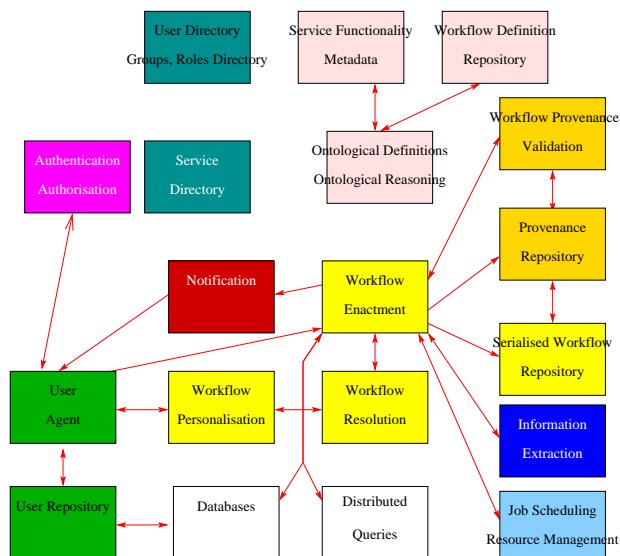 User Directory
Groups, Roles Directory
Service Functionality
Metadata
Workflow Definition
Repository
Workflow Provenance
Validation
Authentication
Authorisation
Service
Directory
Ontological Definitions
Ontological Reasoning
Provenance
Repository
Notification
Workflow
Enactment
Serialised Workflow
Repository
User
Agent
Workflow
Personalisation
Workflow
Resolution
Information
Extraction
User Repository
Databases
Distributed
Queries
Job Scheduling
Resource Management